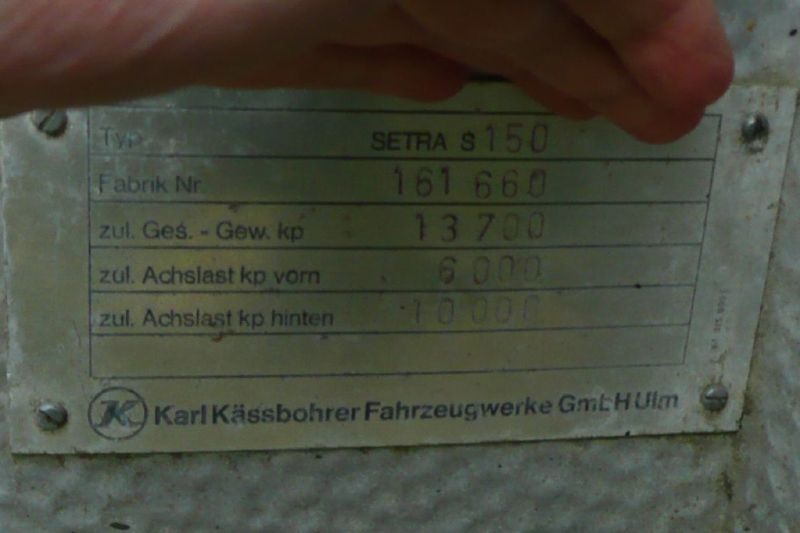 Typ SETRA S 150
Fabrik Nr. 161 660
zul. Ges. - Gew. kp 13 700
zul. Achslast kp vorn 6 000
zul. Achslast kp hinten 10 000
K Karl Kässbohrer Fahrzeugwerke GmbH Ulm